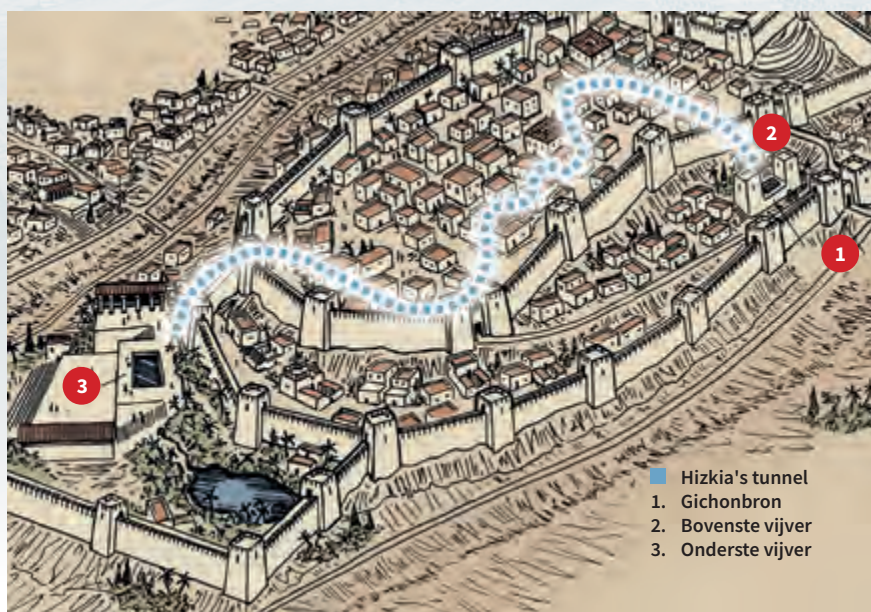 2
1
3
Hizkia's tunnel
1. Gichonbron
2. Bovenste vijver
3. Onderste vijver